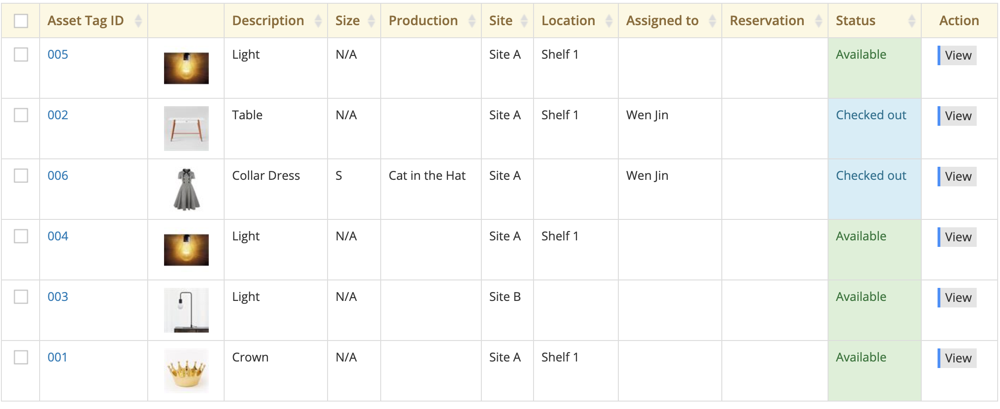 Asset Tag ID Description Size Production Site Location Assigned to Reservation Status Action
005 Light N/A Site A Shelf 1 Available View
002 Table N/A Site A Shelf 1 Wen Jin Checked out View
006 Collar Dress S Cat in the Hat Site A Wen Jin Checked out View
004 Light N/A Site A Shelf 1 Available View
003 Light N/A Site B Available View
001 Crown N/A Site A Shelf 1 Available View